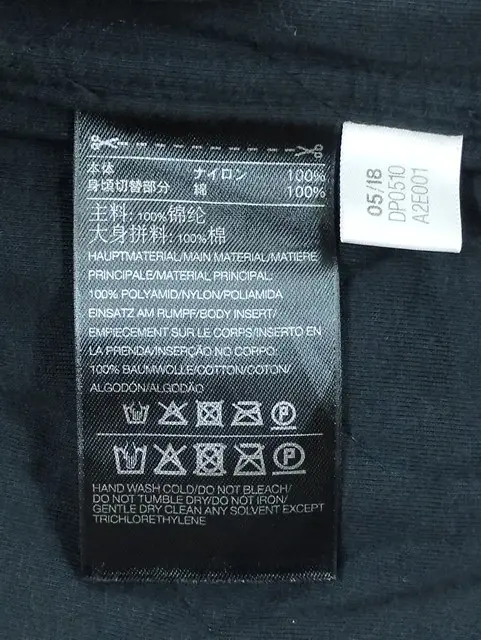 本体 ナイロン 100%
身頃切替部分 綿 100%
主料: 100%锦纶
大身拼料: 100%棉
HAUPTMATERIAL/MAIN MATERIAL/MATIERE
PRINCIPALE/MATERIAL PRINCIPAL:
100% POLYAMID/NYLON/POLIAMIDA
EINSATZ AM RUMPF/BODY INSERT/
EMPIECEMENT SUR LE CORPS/INSERTO EN
LA PRENDA/INSERÇÃO NO CORPO:
100% BAUMWOLLE/COTTON/COTON/
ALGODÓN/ALGODÃO
HAND WASH COLD/DO NOT BLEACH/
DO NOT TUMBLE DRY/DO NOT IRON/
GENTLE DRY CLEAN ANY SOLVENT EXCEPT
TRICHLORETHYLENE
05/18
DP0510
A2E001